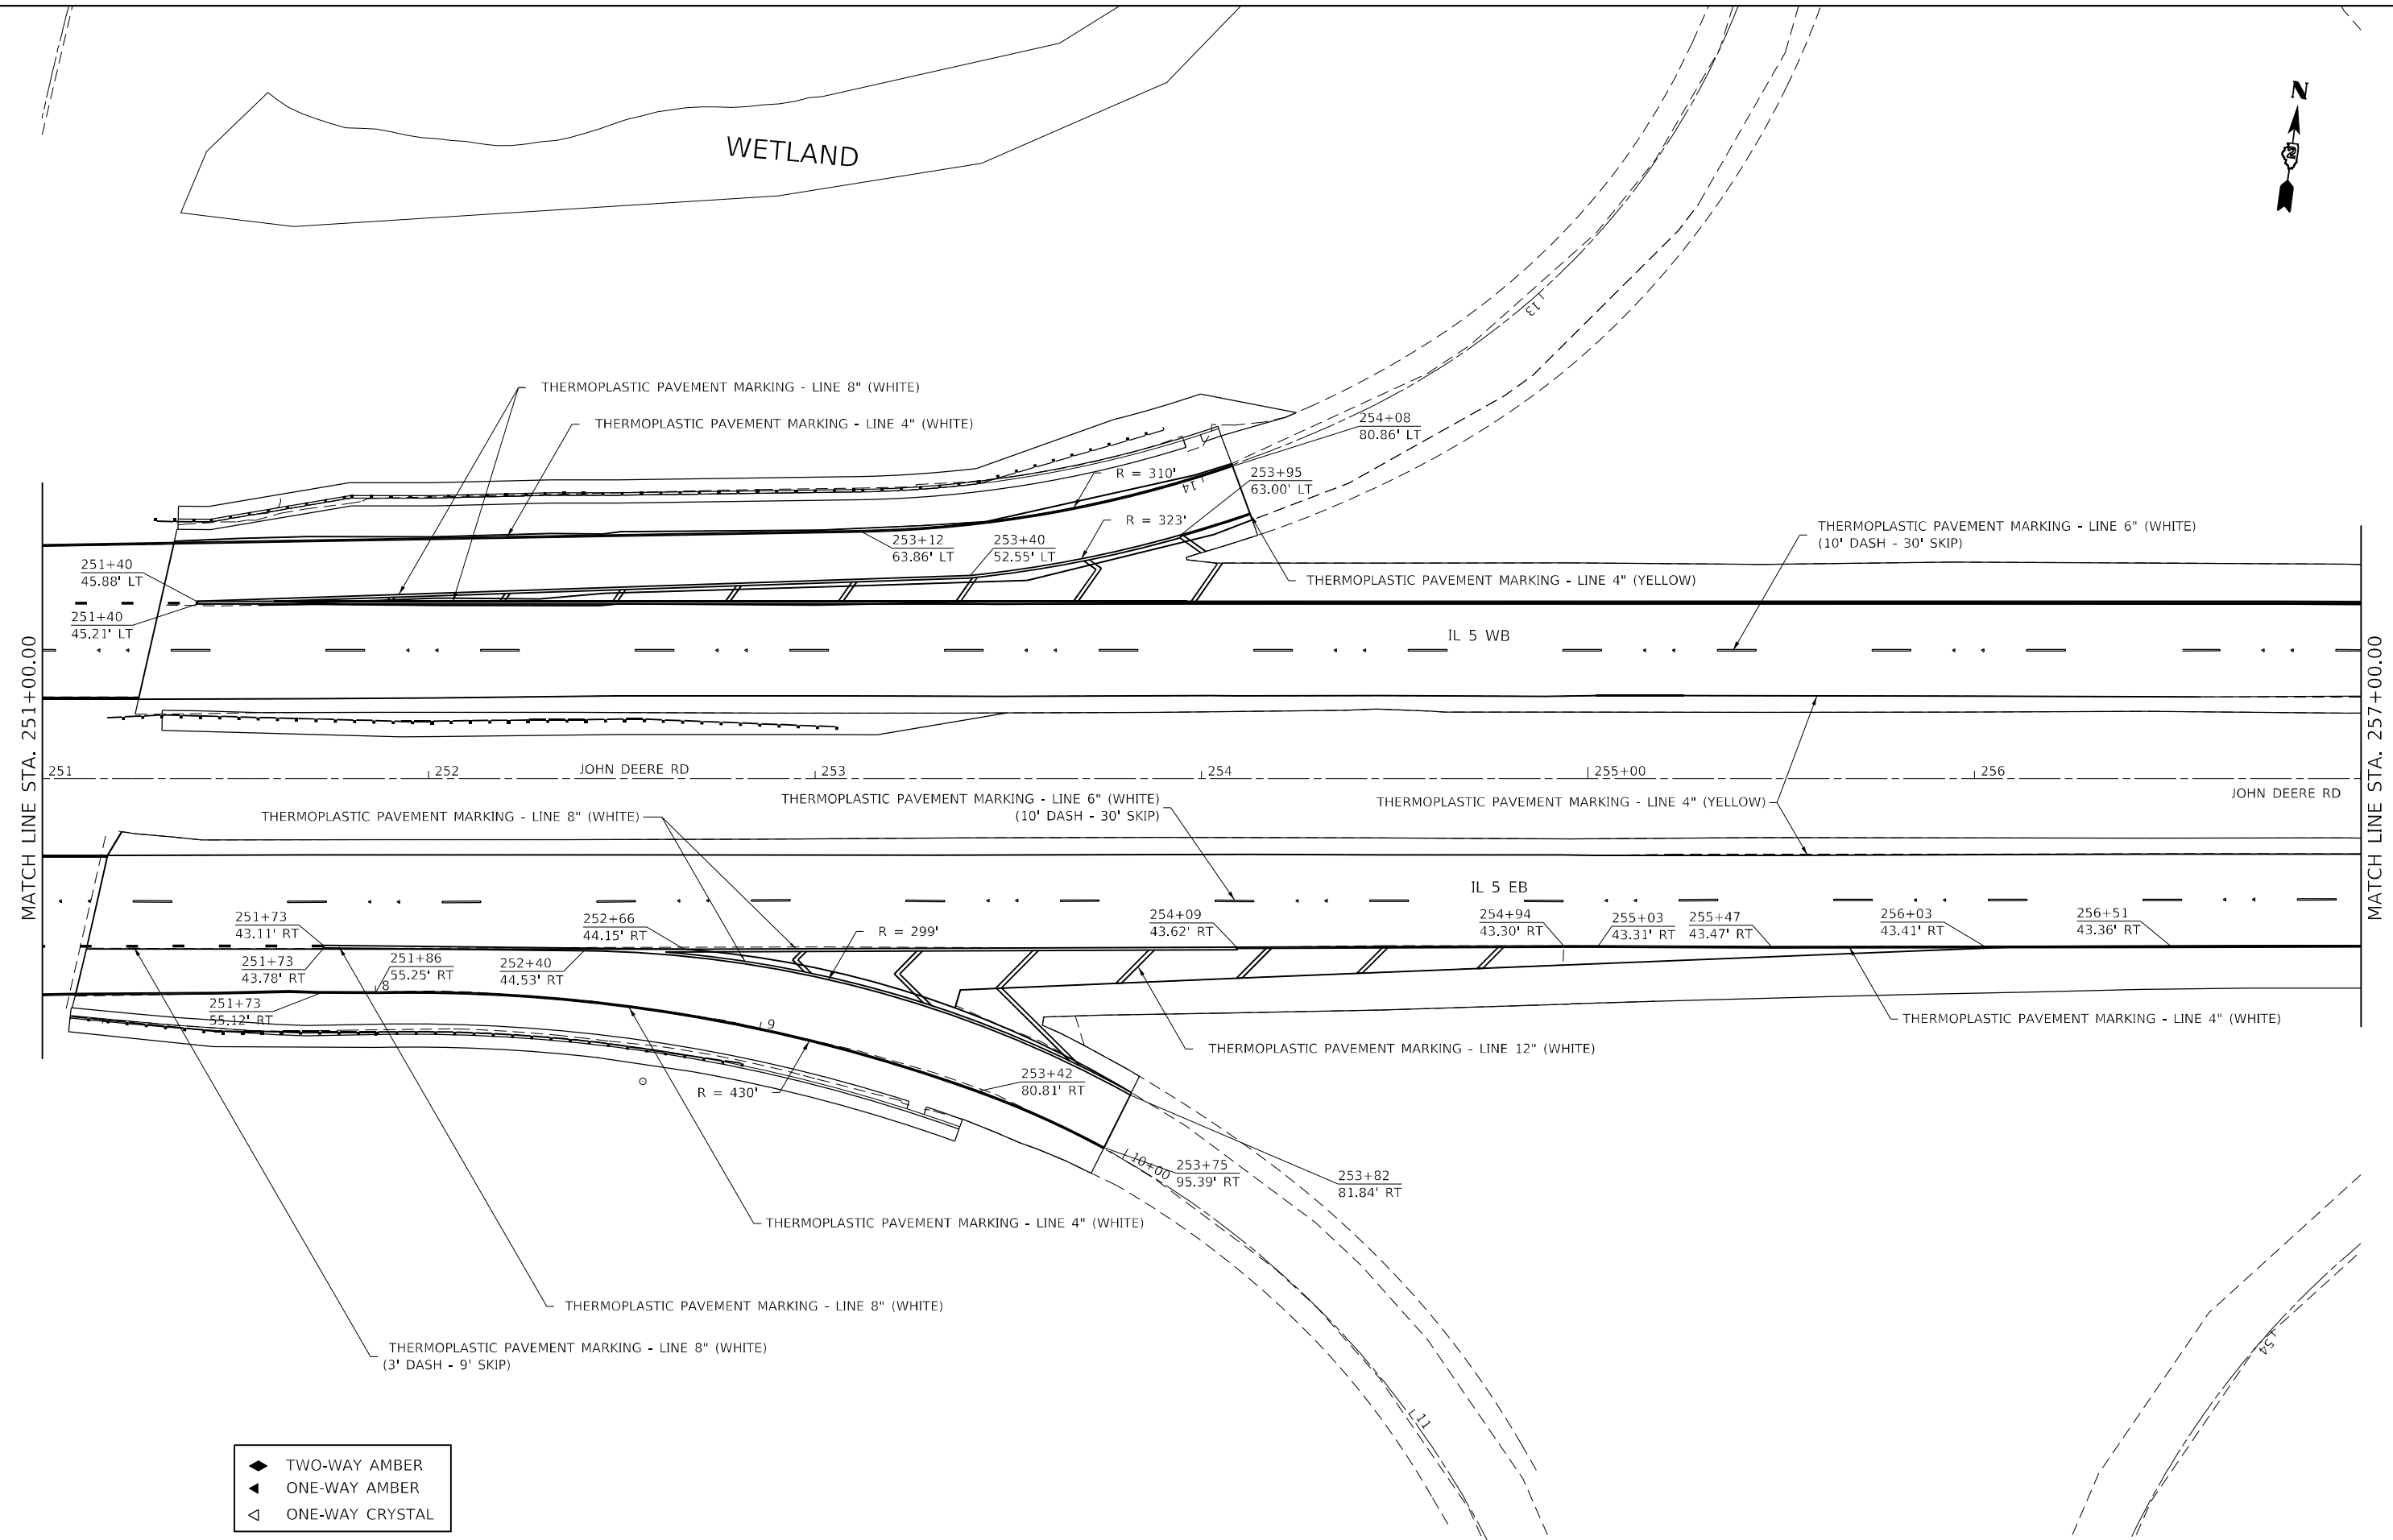 N
WETLAND
13
THERMOPLASTIC PAVEMENT MARKING - LINE 8" (WHITE)
THERMOPLASTIC PAVEMENT MARKING - LINE 4" (WHITE)
254+08
80.86' LT
R = 310'
14
253+95
63.00' LT
R = 323'
THERMOPLASTIC PAVEMENT MARKING - LINE 6" (WHITE)
(10' DASH - 30' SKIP)
253+12
63.86' LT
253+40
52.55' LT
251+40
45.88' LT
THERMOPLASTIC PAVEMENT MARKING - LINE 4" (YELLOW)
251+40
45.21' LT
IL 5 WB
MATCH LINE STA. 251+00.00
MATCH LINE STA. 257+00.00
251
252
JOHN DEERE RD
253
254
255+00
256
JOHN DEERE RD
THERMOPLASTIC PAVEMENT MARKING - LINE 8" (WHITE)
THERMOPLASTIC PAVEMENT MARKING - LINE 6" (WHITE)
(10' DASH - 30' SKIP)
THERMOPLASTIC PAVEMENT MARKING - LINE 4" (YELLOW)
IL 5 EB
251+73
43.11' RT
252+66
44.15' RT
R = 299'
254+09
43.62' RT
254+94
43.30' RT
255+03
43.31' RT
255+47
43.47' RT
256+03
43.41' RT
256+51
43.36' RT
251+73
43.78' RT
251+86
55.25' RT
252+40
44.53' RT
8
251+73
55.12' RT
9
THERMOPLASTIC PAVEMENT MARKING - LINE 4" (WHITE)
THERMOPLASTIC PAVEMENT MARKING - LINE 12" (WHITE)
253+42
80.81' RT
R = 430'
10+00
253+75
95.39' RT
253+82
81.84' RT
THERMOPLASTIC PAVEMENT MARKING - LINE 4" (WHITE)
THERMOPLASTIC PAVEMENT MARKING - LINE 8" (WHITE)
THERMOPLASTIC PAVEMENT MARKING - LINE 8" (WHITE)
(3' DASH - 9' SKIP)
54
11
TWO-WAY AMBER
ONE-WAY AMBER
ONE-WAY CRYSTAL